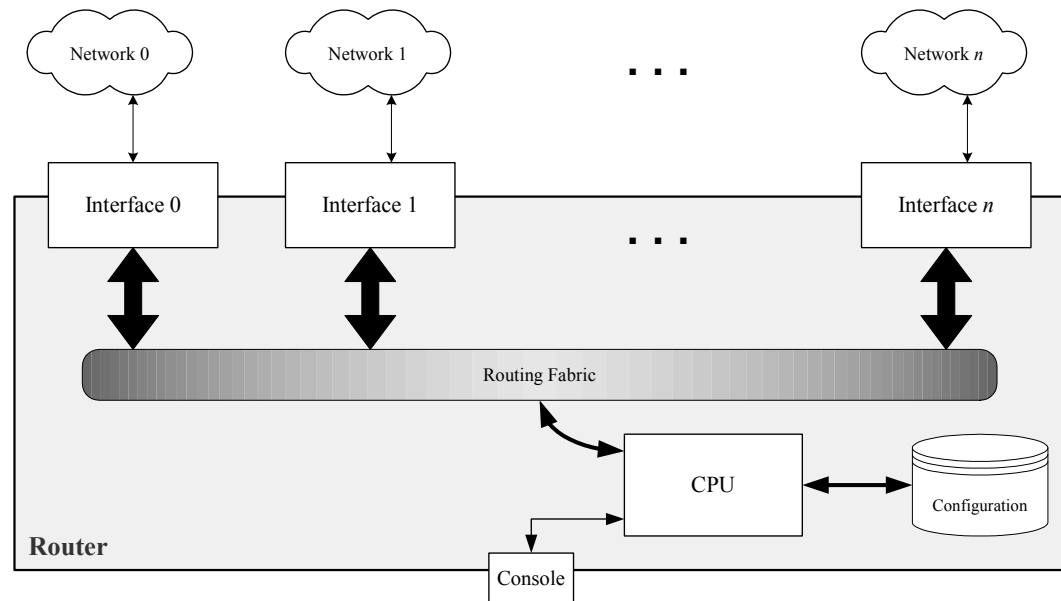 Network 0
Network 1
. . .
Network n
Interface 0
Interface 1
. . .
Interface n
Routing Fabric
CPU
Configuration
Router
Console